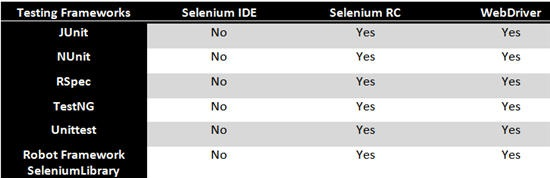 Testing Frameworks Selenium IDE Selenium RC WebDriver
JUnit No Yes Yes
NUnit No Yes Yes
RSpec No Yes Yes
TestNG No Yes Yes
Unittest No Yes Yes
Robot Framework No Yes Yes
SeleniumLibrary